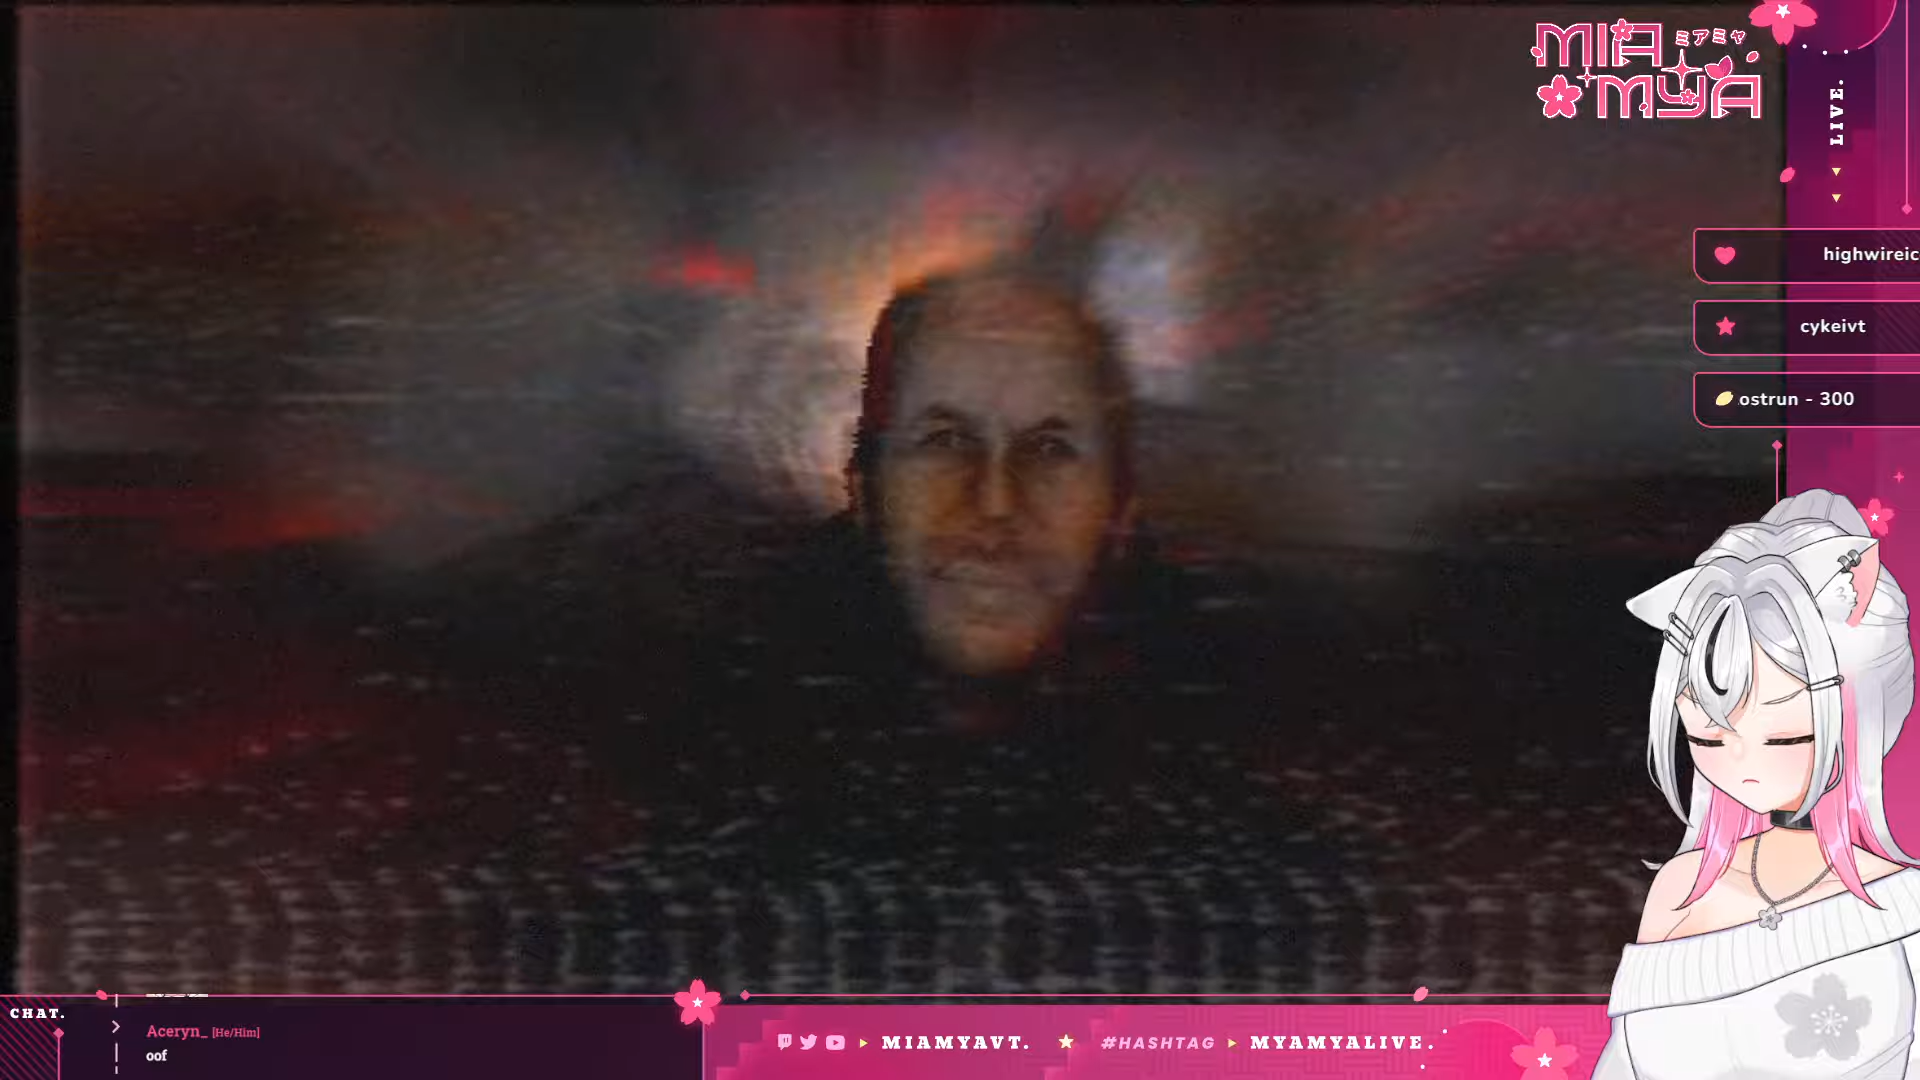 MIA ミアミヤ
MYA
LIVE.
highwireic
cykeivt
ostrun - 300
CHAT.
Aceryn_ [He/Him]
oof
MIAMYAVT.
#HASHTAG
MYAMYALIVE.